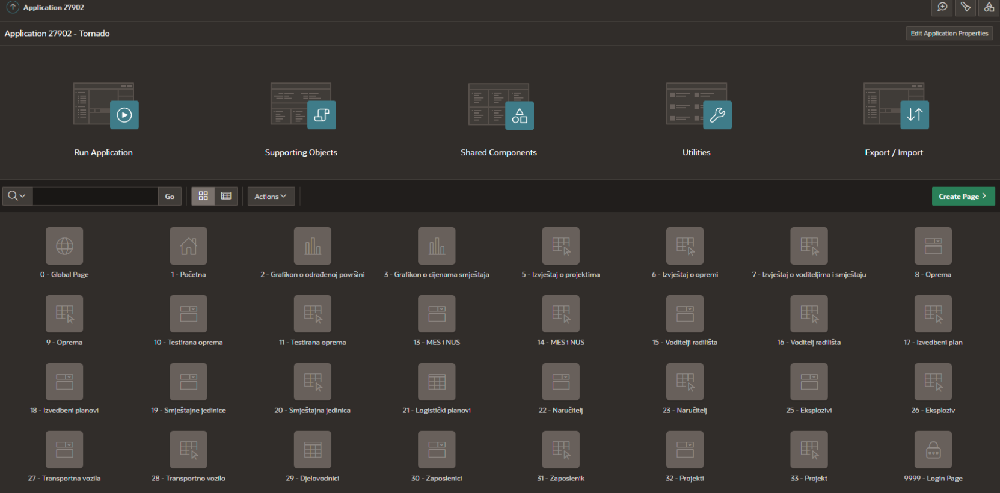 Application 27902
Application 27902 - Tornado
Edit Application Properties
Run Application
Supporting Objects
Shared Components
Utilities
Export / Import
Go
Actions
Create Page
0 - Global Page
1 - Početna
2 - Grafikon o odrađenoj površini
3 - Grafikon o cijenama smještaja
5 - Izvještaj o projektima
6 - Izvještaj o opremi
7 - Izvještaj o voditeljima i smještaju
8 - Oprema
9 - Oprema
10 - Testirana oprema
11 - Testirana oprema
13 - MES i NUS
14 - MES i NUS
15 - Voditelji radilišta
16 - Voditelj radilišta
17 - Izvedbeni plan
18 - Izvedbeni planovi
19 - Smještajne jedinice
20 - Smještajna jedinica
21 - Logistički planovi
22 - Naručitelj
23 - Naručitelj
25 - Eksplozivi
26 - Eksploziv
27 - Transportna vozila
28 - Transportno vozilo
29 - Djelovodnici
30 - Zaposlenici
31 - Zaposlenik
32 - Projekti
33 - Projekt
9999 - Login Page